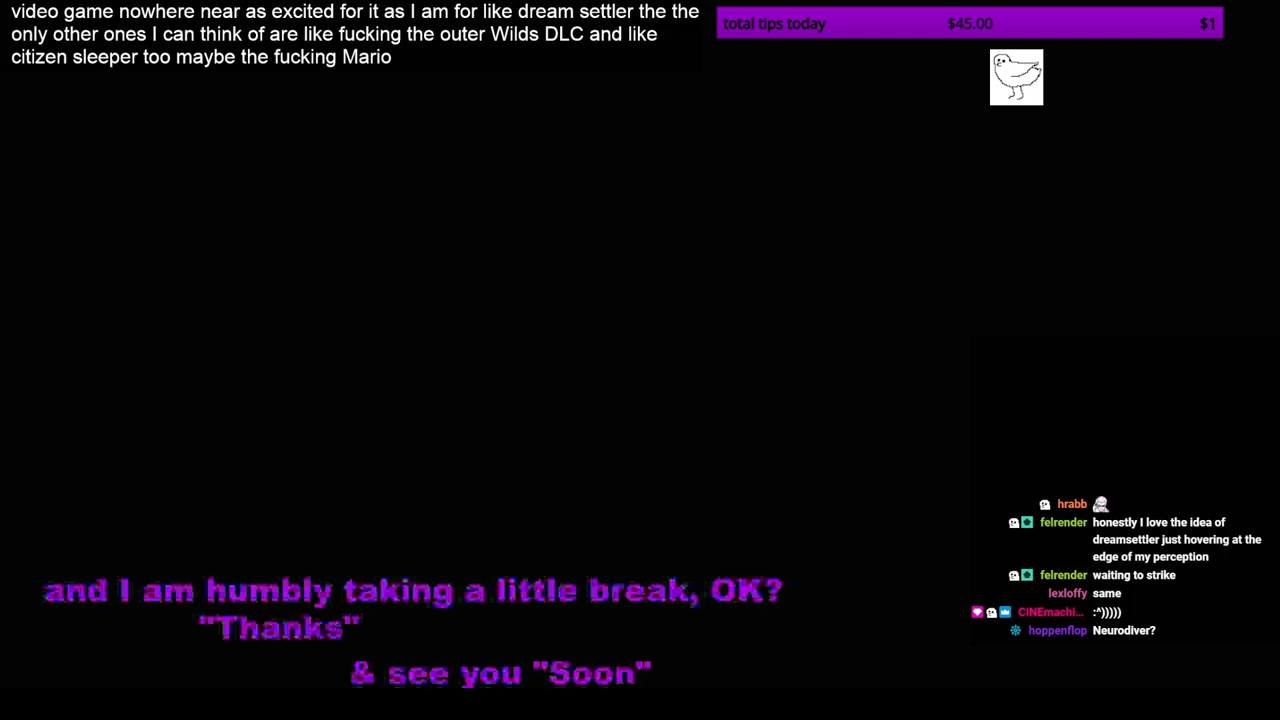 video game nowhere near as excited for it as I am for like dream settler the the
only other ones I can think of are like fucking the outer Wilds DLC and like
citizen sleeper too maybe the fucking Mario
total tips today $45.00 $1
hrabb
felrender honestly I love the idea of
dreamsettler just hovering at the
edge of my perception
felrender waiting to strike
lexloffy same
CINEmachi... :^)))))
hoppenflop Neurodiver?
and I am humbly taking a little break, OK?
"Thanks"
& see you "Soon"